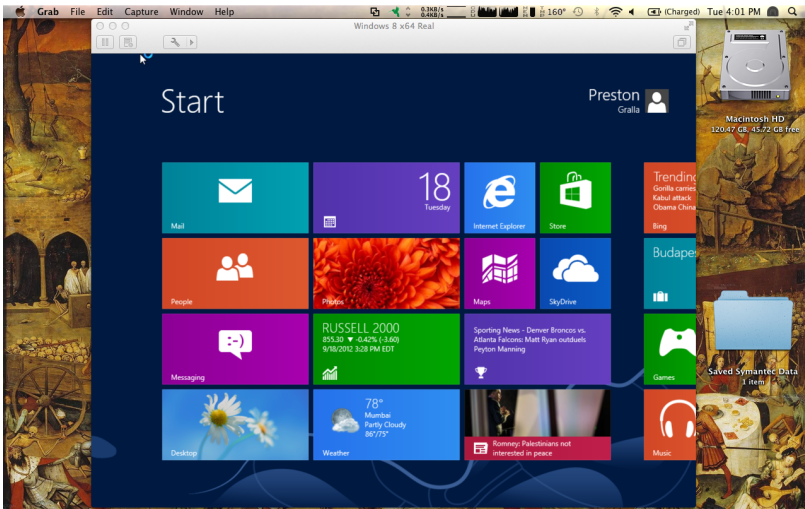 Grab File Edit Capture Window Help
0.3KB/s
0.4KB/s
160° (Charged) Tue 4:01 PM
Windows 8 x64 Real
Start
Preston
Gralla
Macintosh HD
120.47 GB, 45.72 GB free
Mail
18
Tuesday
Internet Explorer
Store
Trending
Gorilla carries
Kabul attack
Obama China
Bing
People
Photos
Maps
SkyDrive
Budapes
Messaging
RUSSELL 2000
855.30 ▼ -0.42% (-3.60)
9/18/2012 3:28 PM EDT
Sporting News - Denver Broncos vs.
Atlanta Falcons: Matt Ryan outduels
Peyton Manning
Games
Saved Symantec Data
1 item
Desktop
78°
Mumbai
Partly Cloudy
86°/75°
Weather
Romney: Palestinians not
interested in peace
Music